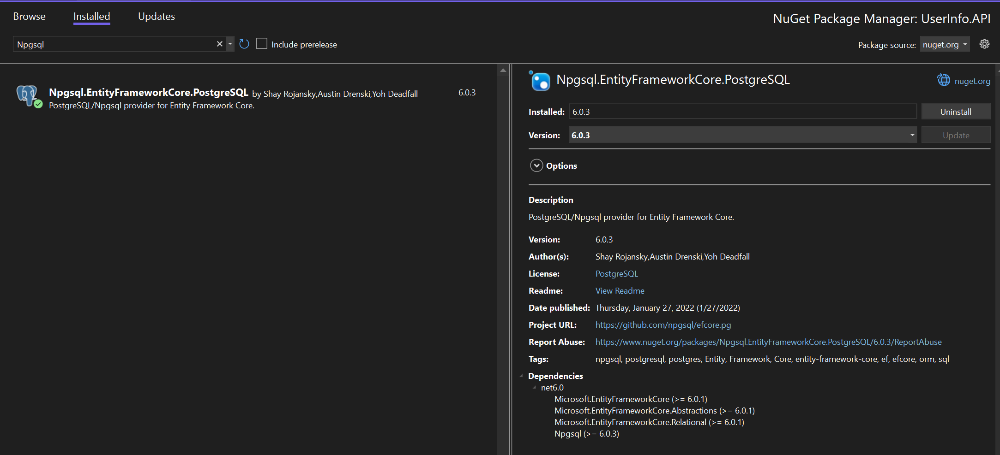 Browse Installed Updates
NuGet Package Manager: UserInfo.API
Npgsql
Include prerelease
Package source: nuget.org
Npgsql.EntityFrameworkCore.PostgreSQL by Shay Rojansky,Austin Drenski,Yoh Deadfall 6.0.3
PostgreSQL/Npgsql provider for Entity Framework Core.
Npgsql.EntityFrameworkCore.PostgreSQL
nuget.org
Installed: 6.0.3 Uninstall
Version: 6.0.3 Update
Options
Description
PostgreSQL/Npgsql provider for Entity Framework Core.
Version: 6.0.3
Author(s): Shay Rojansky,Austin Drenski,Yoh Deadfall
License: PostgreSQL
Readme: View Readme
Date published: Thursday, January 27, 2022 (1/27/2022)
Project URL: https://github.com/npgsql/efcore.pg
Report Abuse: https://www.nuget.org/packages/Npgsql.EntityFrameworkCore.PostgreSQL/6.0.3/ReportAbuse
Tags: npgsql, postgresql, postgres, Entity, Framework, Core, entity-framework-core, ef, efcore, orm, sql
Dependencies
net6.0
Microsoft.EntityFrameworkCore (>= 6.0.1)
Microsoft.EntityFrameworkCore.Abstractions (>= 6.0.1)
Microsoft.EntityFrameworkCore.Relational (>= 6.0.1)
Npgsql (>= 6.0.3)